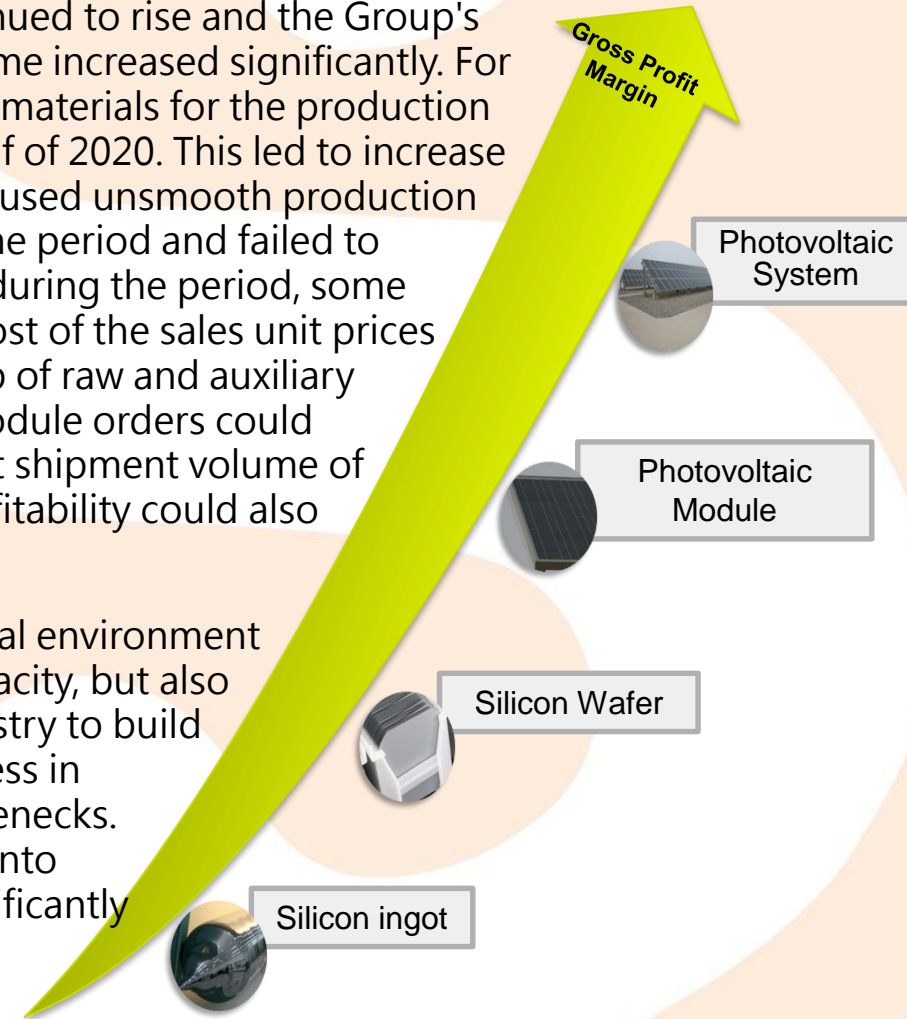 nued to rise and the Group's
me increased significantly. For
materials for the production
f of 2020. This led to increase
used unsmooth production
ne period and failed to
during the period, some
ost of the sales unit prices
o of raw and auxiliary
odule orders could
t shipment volume of
fitability could also
al environment
acity, but also
stry to build
ess in
enecks.
nto
ificantly
Gross Profit
Margin
Photovoltaic
System
Photovoltaic
Module
Silicon Wafer
Silicon ingot